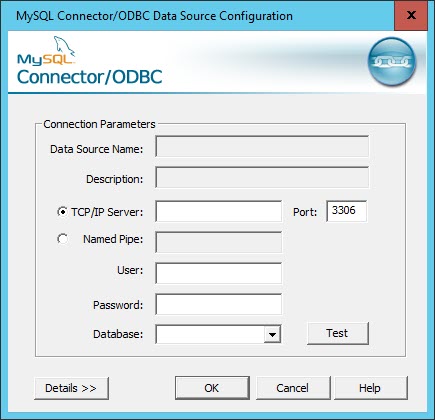 MySQL Connector/ODBC Data Source Configuration x
MySQL
Connector/ODBC
Connection Parameters
Data Source Name:
Description:
TCP/IP Server: Port: 3306
Named Pipe:
User:
Password:
Database: Test
Details >> OK Cancel Help